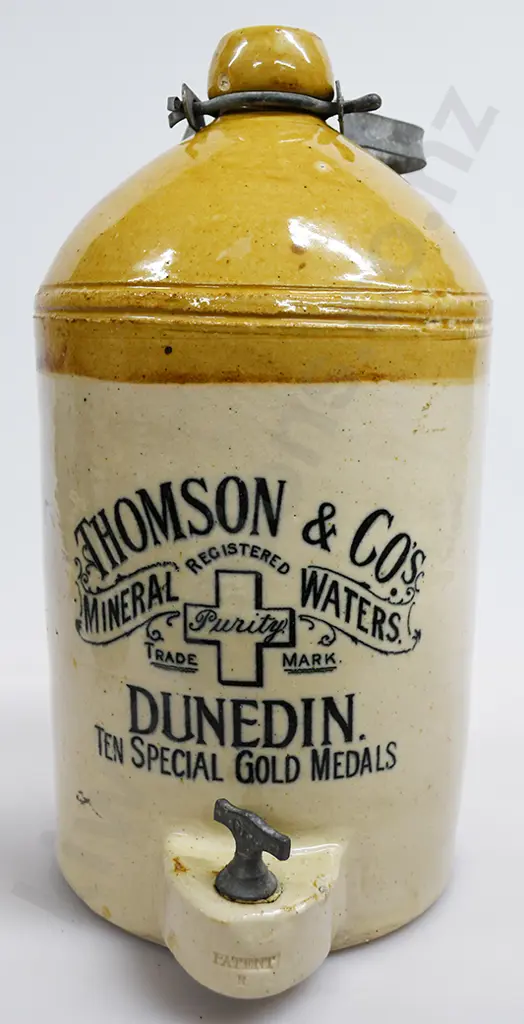 THOMSON & CO'S.
REGISTERED
MINERAL WATERS.
Purity
TRADE MARK.
DUNEDIN.
TEN SPECIAL GOLD MEDALS
PATENT